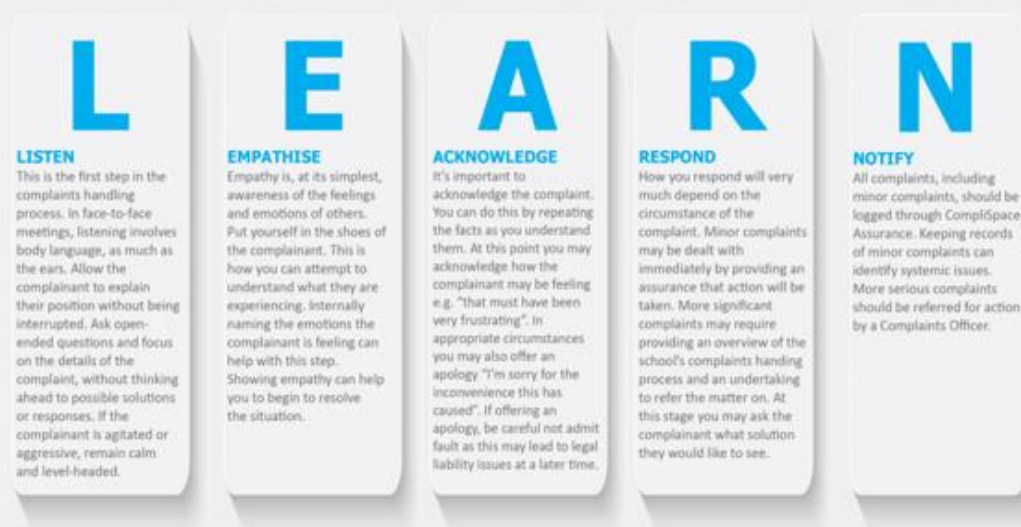 L
LISTEN
This is the first step in the
complaints handling
process. In face-to-face
meetings, listening involves
body language, as much as
the ears. Allow the
complainant to explain
their position without being
interrupted. Ask open-
ended questions and focus
on the details of the
complaint, without thinking
ahead to possible solutions
or responses. If the
complainant is agitated or
aggressive, remain calm
and level-headed.
E
EMPATHISE
Empathy is, at its simplest,
awareness of the feelings
and emotions of others.
Put yourself in the shoes of
the complainant. This is
how you can attempt to
understand what they are
experiencing. Internally
naming the emotions the
complainant is feeling can
help with this step.
Showing empathy can help
you to begin to resolve
the situation.
A
ACKNOWLEDGE
It's important to
acknowledge the complaint.
You can do this by repeating
the facts as you understand
them. At this point you may
acknowledge how the
complainant may be feeling
e.g. "that must have been
very frustrating". In
appropriate circumstances
you may also offer an
apology "I'm sorry for the
inconvenience this has
caused". If offering an
apology, be careful not admit
fault as this may lead to legal
liability issues at a later time.
R
RESPOND
How you respond will very
much depend on the
circumstance of the
complaint. Minor complaints
may be dealt with
immediately by providing an
assurance that action will be
taken. More significant
complaints may require
providing an overview of the
school's complaints handing
process and an undertaking
to refer the matter on. At
this stage you may ask the
complainant what solution
they would like to see.
N
NOTIFY
All complaints, including
minor complaints, should be
logged through CompliSpace
Assurance. Keeping records
of minor complaints can
identify systemic issues.
More serious complaints
should be referred for action
by a Complaints Officer.